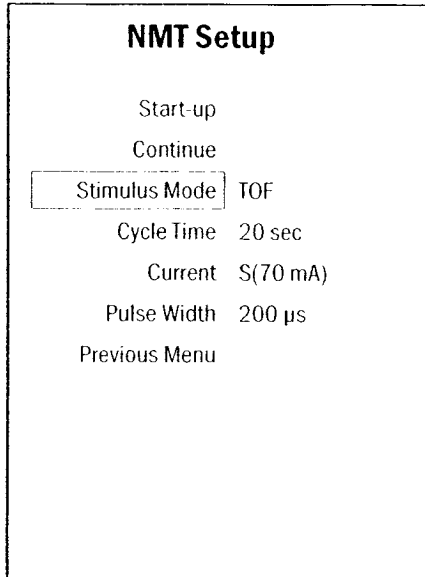 NMT Setup
Start-up
Continue
Stimulus Mode TOF
Cycle Time 20 sec
Current S(70 mA)
Pulse Width 200 µs
Previous Menu